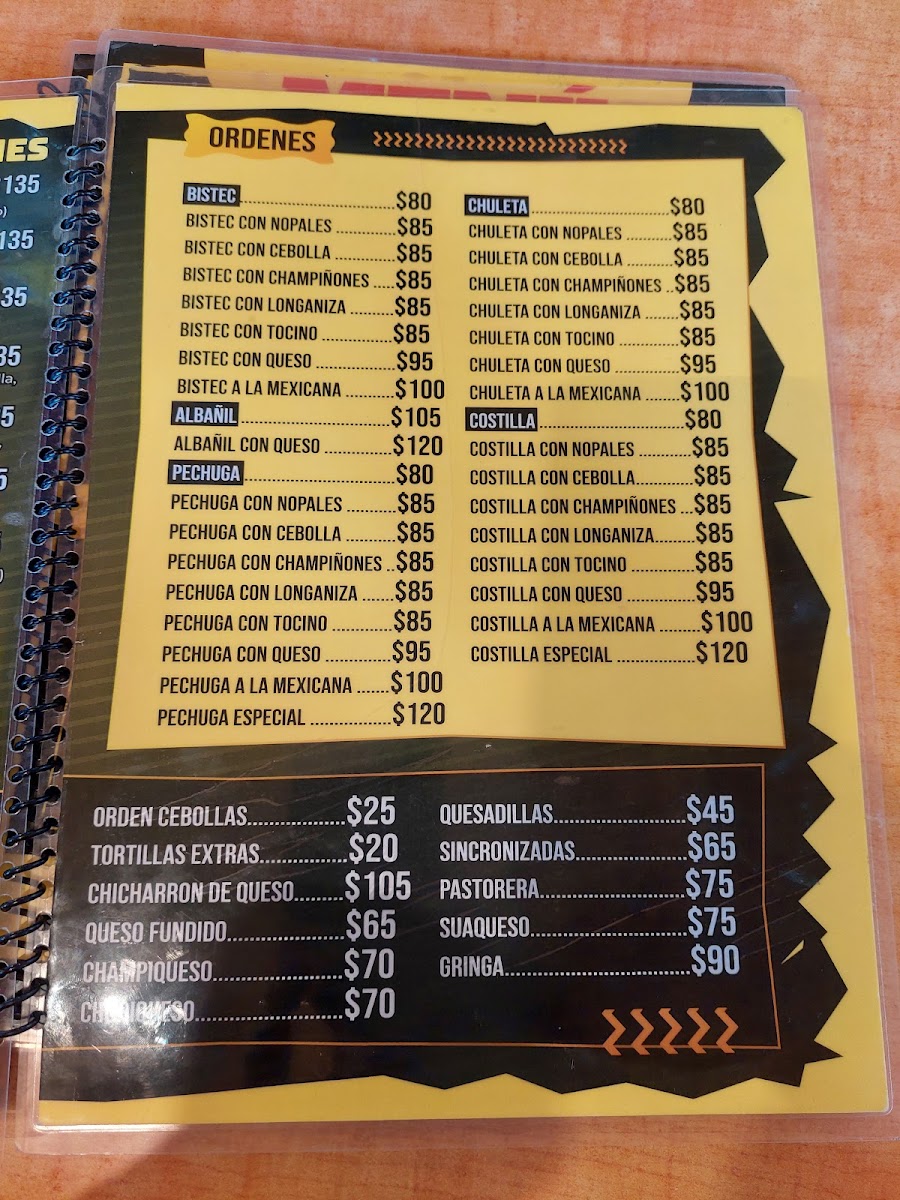 MENÚ
135
135
35
35
ORDENES
BISTEC $80
BISTEC CON NOPALES $85
BISTEC CON CEBOLLA $85
BISTEC CON CHAMPIÑONES $85
BISTEC CON LONGANIZA $85
BISTEC CON TOCINO $85
BISTEC CON QUESO $95
BISTEC A LA MEXICANA $100
ALBAÑIL $105
ALBAÑIL CON QUESO $120
PECHUGA $80
PECHUGA CON NOPALES $85
PECHUGA CON CEBOLLA $85
PECHUGA CON CHAMPIÑONES $85
PECHUGA CON LONGANIZA $85
PECHUGA CON TOCINO $85
PECHUGA CON QUESO $95
PECHUGA A LA MEXICANA $100
PECHUGA ESPECIAL $120
CHULETA $80
CHULETA CON NOPALES $85
CHULETA CON CEBOLLA $85
CHULETA CON CHAMPIÑONES $85
CHULETA CON LONGANIZA $85
CHULETA CON TOCINO $85
CHULETA CON QUESO $95
CHULETA A LA MEXICANA $100
COSTILLA $80
COSTILLA CON NOPALES $85
COSTILLA CON CEBOLLA $85
COSTILLA CON CHAMPIÑONES $85
COSTILLA CON LONGANIZA $85
COSTILLA CON TOCINO $85
COSTILLA CON QUESO $95
COSTILLA A LA MEXICANA $100
COSTILLA ESPECIAL $120
ORDEN CEBOLLAS $25
TORTILLAS EXTRAS $20
CHICHARRON DE QUESO $105
QUESO FUNDIDO $65
CHAMPIQUESO $70
$70
QUESADILLAS $45
SINCRONIZADAS $65
PASTORERA $75
SUAQUESO $75
GRINGA $90